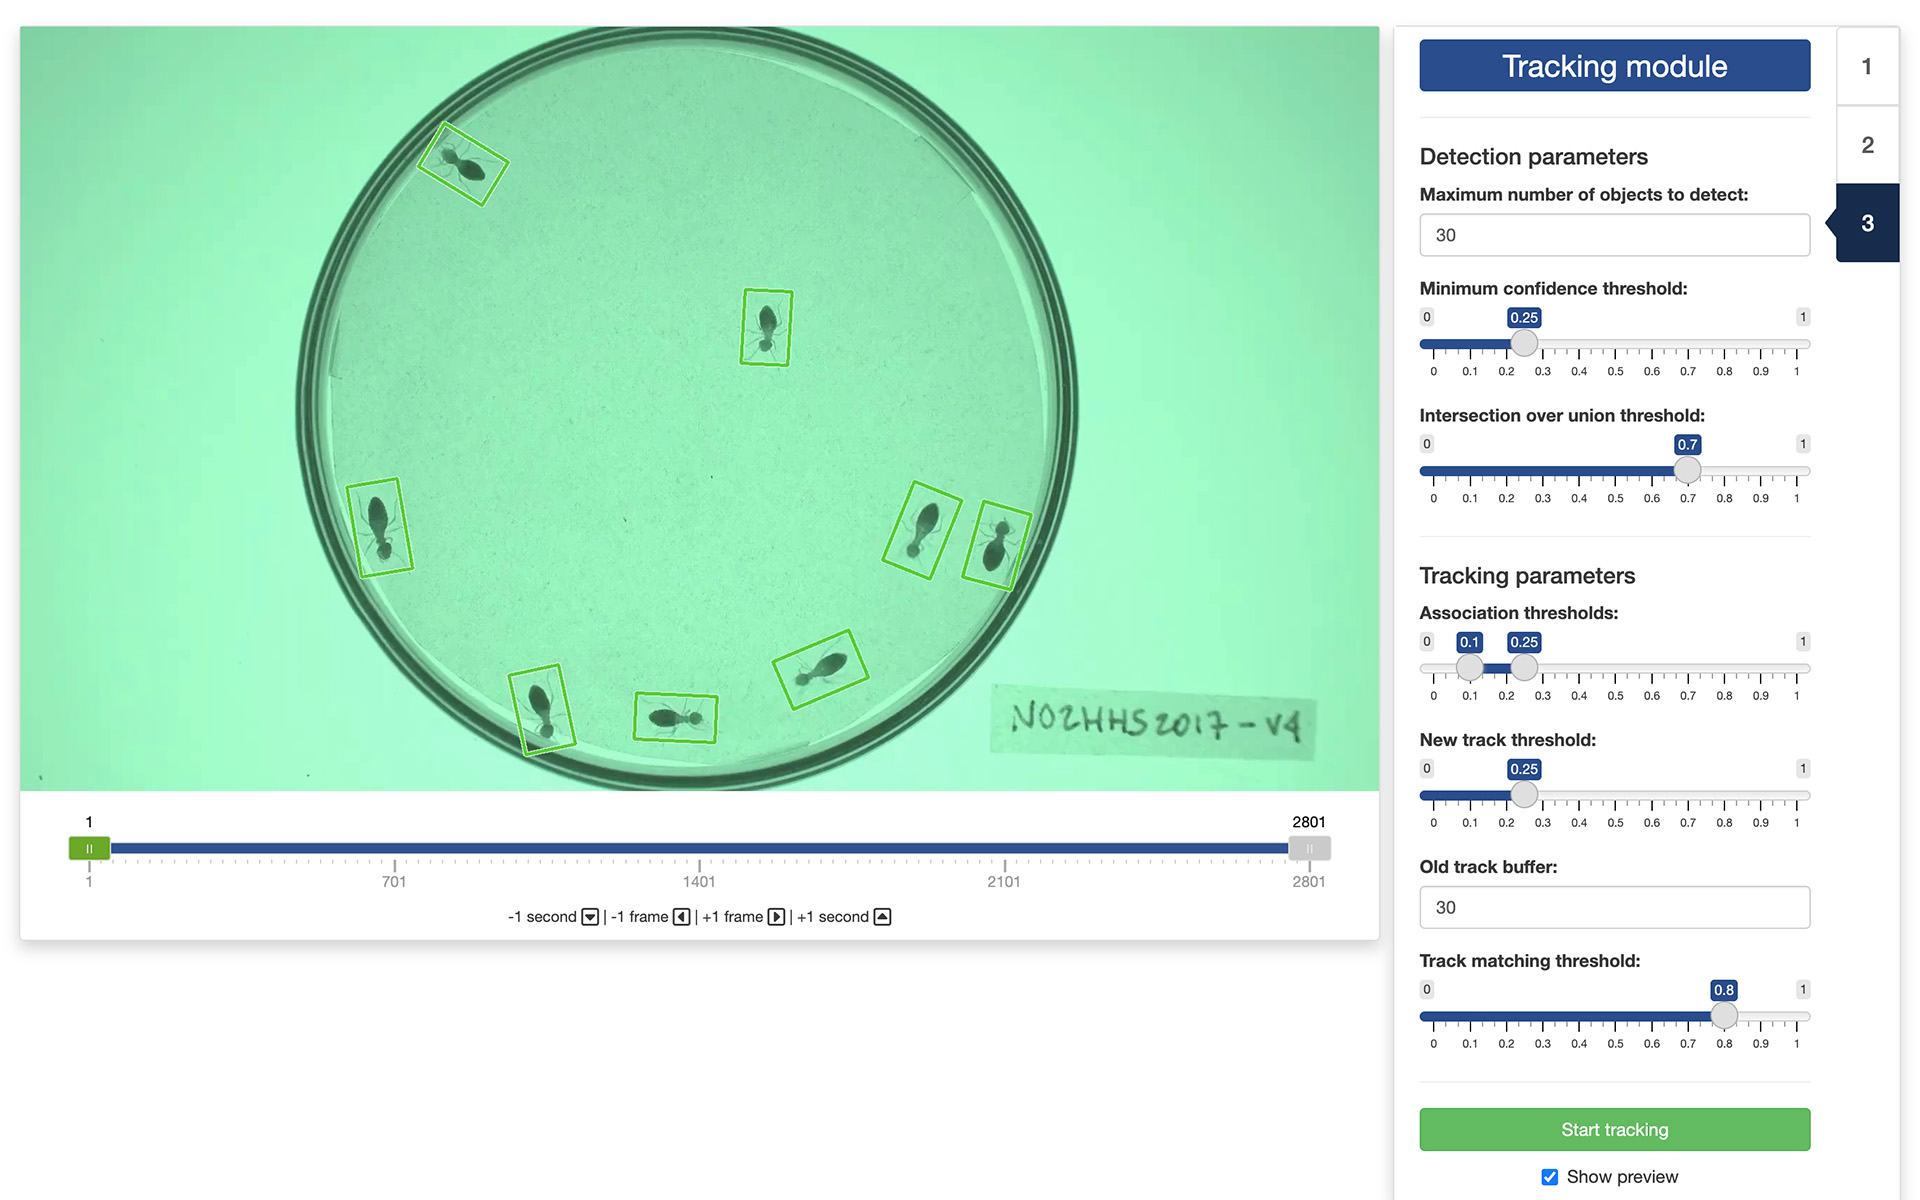 N02HHS2017-V4
1 2801
1 701 1401 2101 2801
-1 second | -1 frame | +1 frame | +1 second
Tracking module
Detection parameters
Maximum number of objects to detect:
30
Minimum confidence threshold:
0 0.25 1
0 0.1 0.2 0.3 0.4 0.5 0.6 0.7 0.8 0.9 1
Intersection over union threshold:
0 0.7 1
0 0.1 0.2 0.3 0.4 0.5 0.6 0.7 0.8 0.9 1
Tracking parameters
Association thresholds:
0 0.1 0.25 1
0 0.1 0.2 0.3 0.4 0.5 0.6 0.7 0.8 0.9 1
New track threshold:
0 0.25 1
0 0.1 0.2 0.3 0.4 0.5 0.6 0.7 0.8 0.9 1
Old track buffer:
30
Track matching threshold:
0 0.8 1
0 0.1 0.2 0.3 0.4 0.5 0.6 0.7 0.8 0.9 1
Start tracking
Show preview
1
2
3